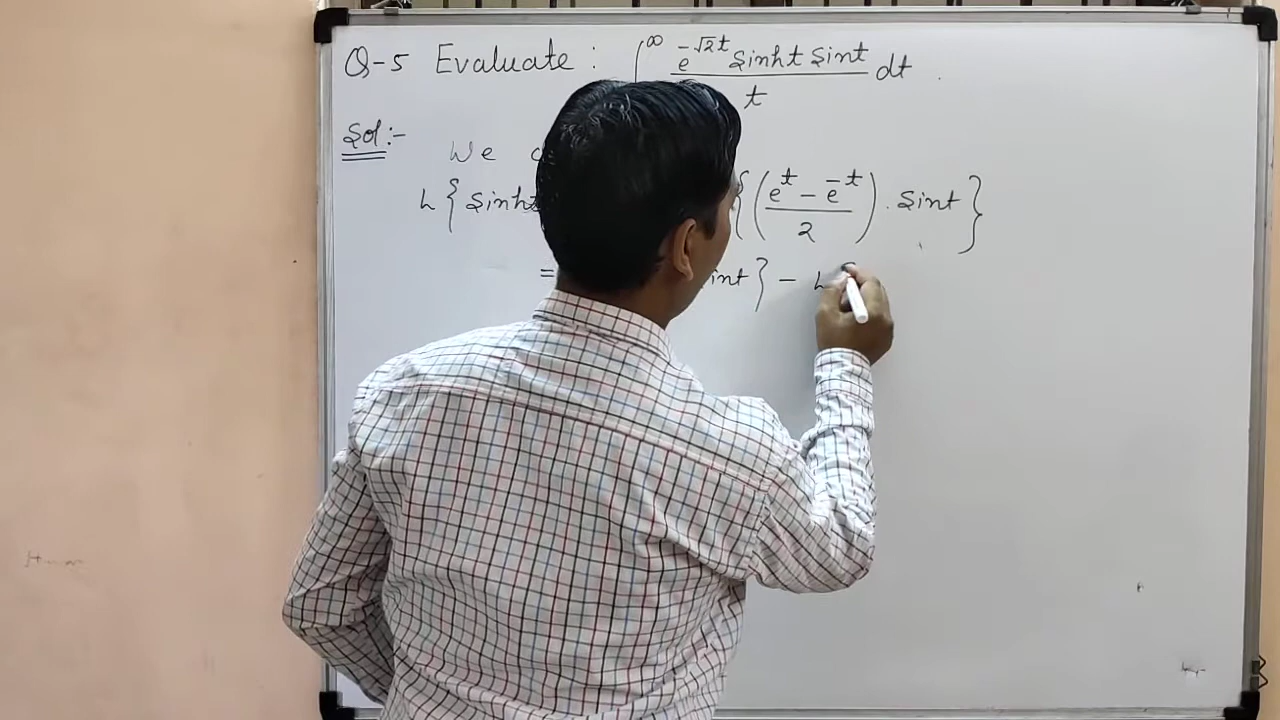 Q-5 Evaluate : ∫^∞ e^{-√2t} sinht sint / t dt .
Sol:-
We
L{ sinht {( (e^t - e^{-t}) / 2 ) . sint }
= int} - L